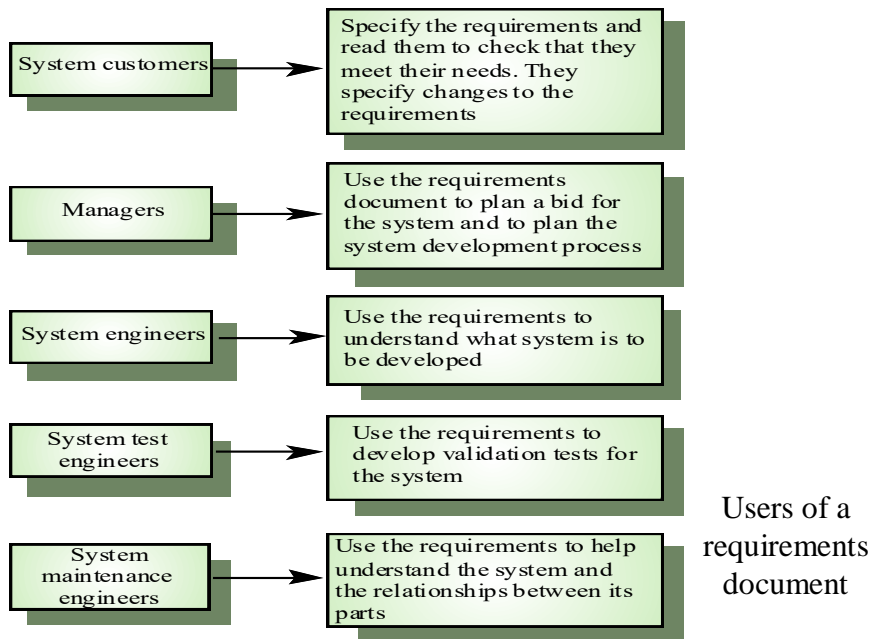 System customers
Specify the requirements and
read them to check that they
meet their needs. They
specify changes to the
requirements
Managers
Use the requirements
document to plan a bid for
the system and to plan the
system development process
System engineers
Use the requirements to
understand what system is to
be developed
System test
engineers
Use the requirements to
develop validation tests for
the system
System
maintenance
engineers
Use the requirements to help
understand the system and
the relationships between its
parts
Users of a
requirements
document